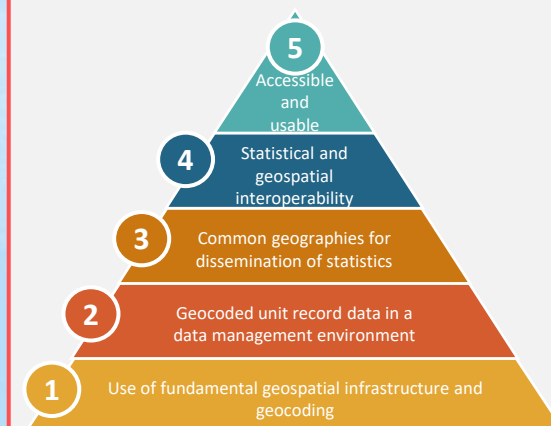 5
Accessible
and
usable
4
Statistical and
geospatial
interoperability
3
Common geographies for
dissemination of statistics
2
Geocoded unit record data in a
data management environment
1
Use of fundamental geospatial infrastructure and
geocoding